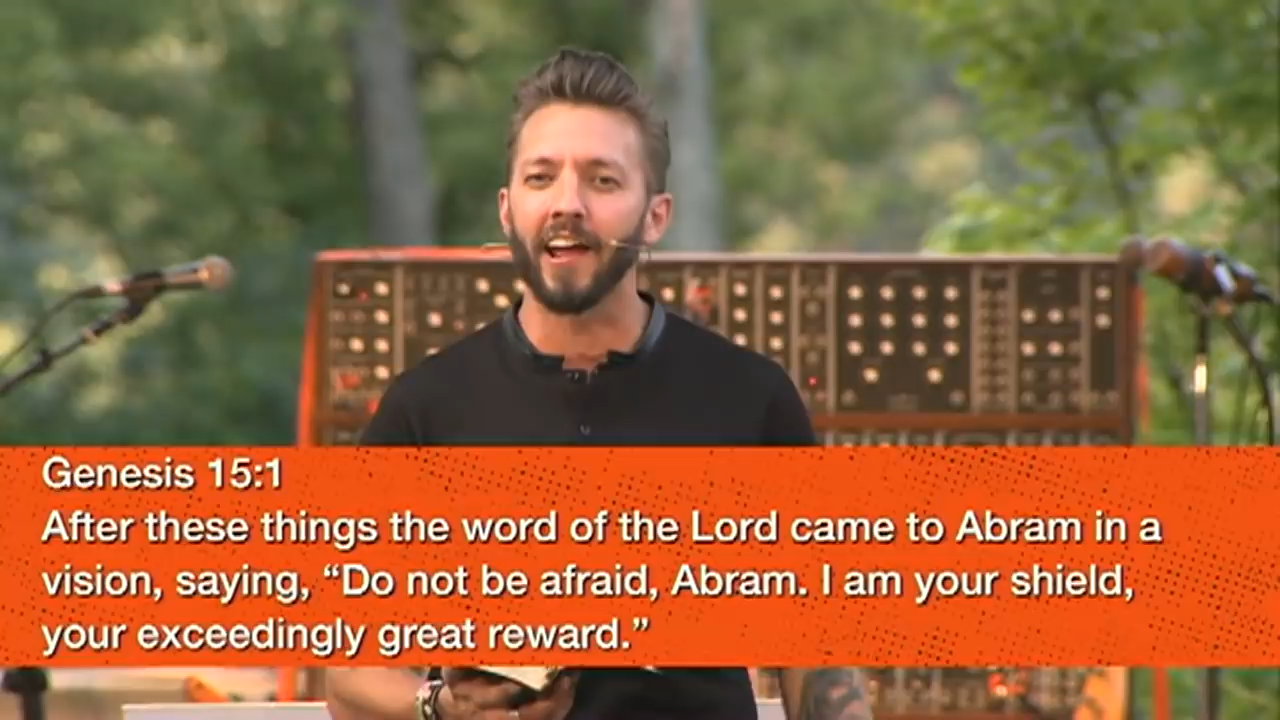 Genesis 15:1
After these things the word of the Lord came to Abram in a
vision, saying, “Do not be afraid, Abram. I am your shield,
your exceedingly great reward.”